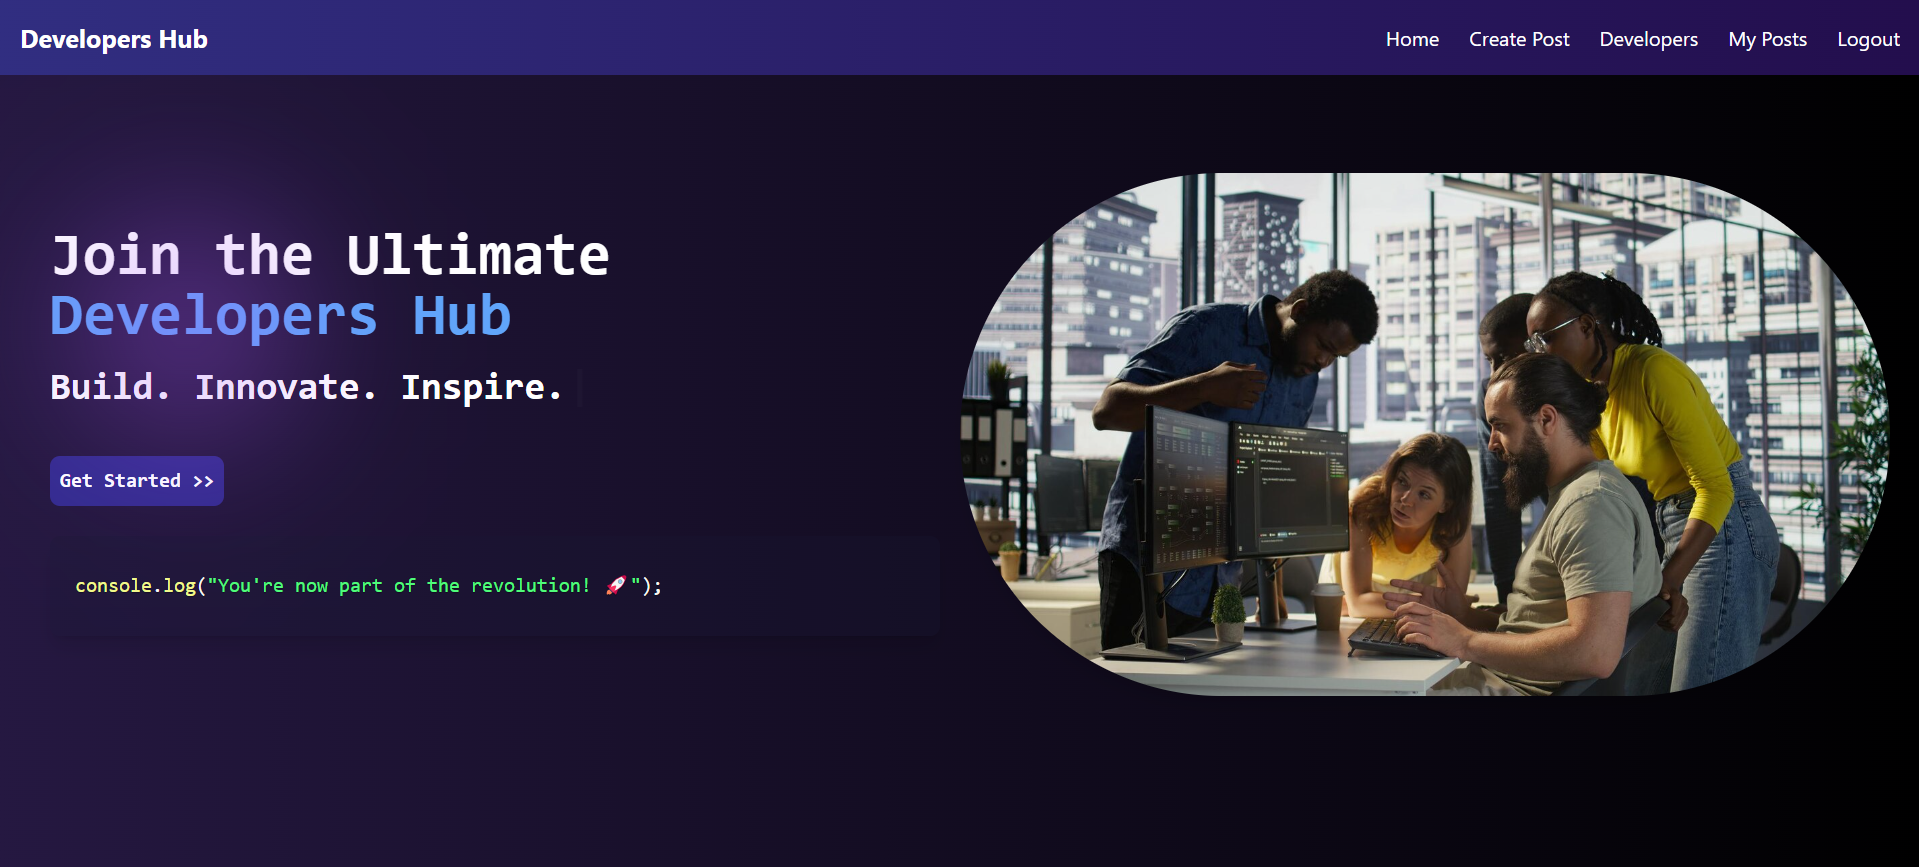 Developers Hub
Home Create Post Developers My Posts Logout
Join the Ultimate
Developers Hub
Build. Innovate. Inspire.
Get Started >>
console.log("You're now part of the revolution! 🚀");